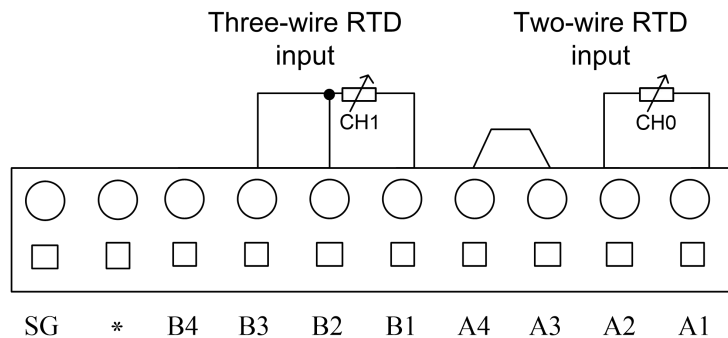 Three-wire RTD
input
Two-wire RTD
input
CH1
CH0
SG * B4 B3 B2 B1 A4 A3 A2 A1